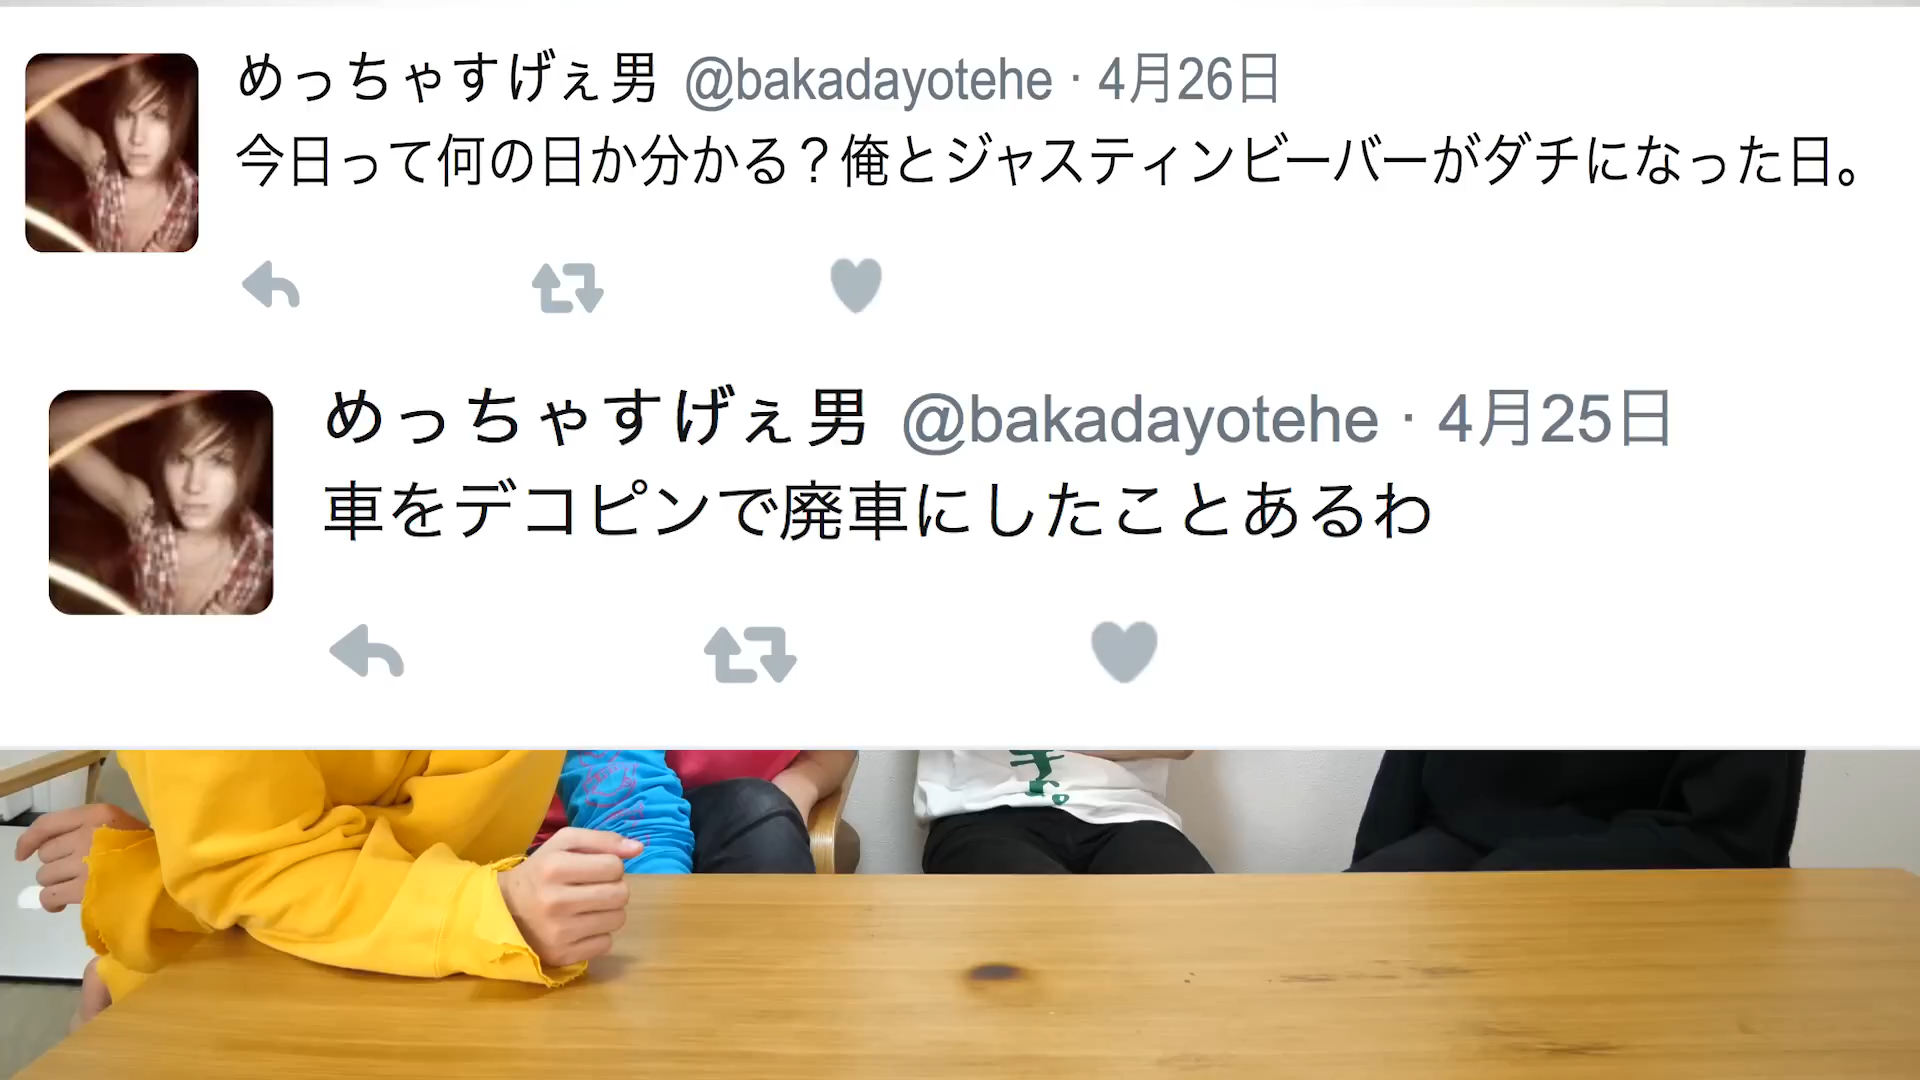 めっちゃすげぇ男 @bakadayotehe · 4月26日
今日って何の日か分かる？俺とジャスティンビーバーがダチになった日。
めっちゃすげぇ男 @bakadayotehe · 4月25日
車をデコピンで廃車にしたことあるわ